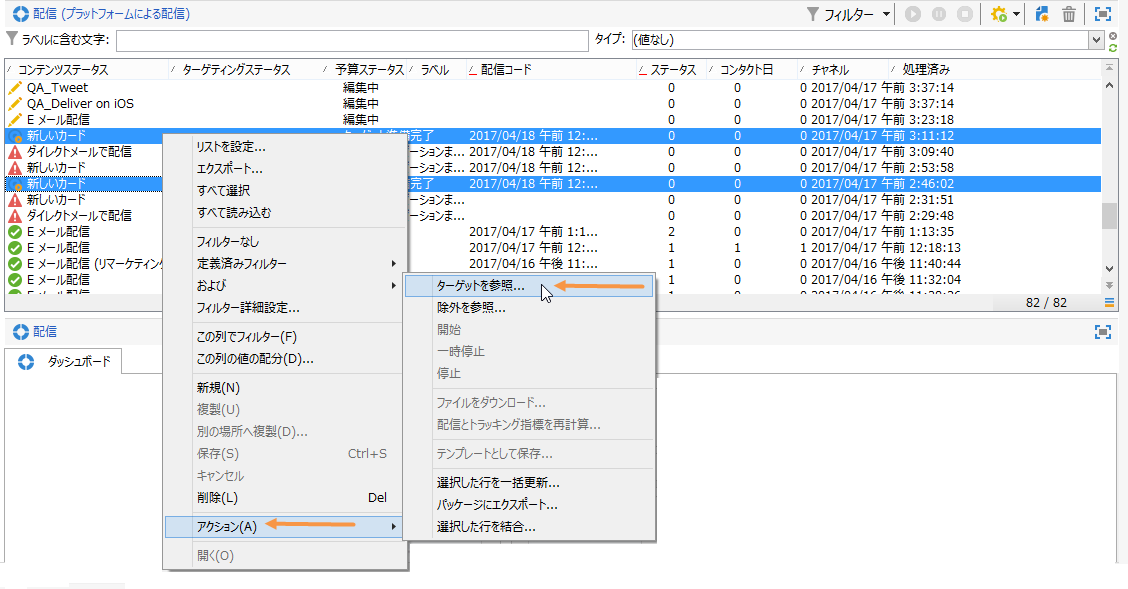 配信 (プラットフォームによる配信)
フィルター
ラベルに含む文字:
タイプ: (値なし)
コンテンツステータス ターゲティングステータス 予算ステータス ラベル 配信コード ステータス コンタクト日 チャネル 処理済み
QA_Tweet 編集中 0 0 0 2017/04/17 午前 3:37:14
QA_Deliver on iOS 編集中 0 0 0 2017/04/17 午前 3:37:14
E メール配信 編集中 0 0 0 2017/04/17 午前 3:23:18
新しいカード 完了 2017/04/18 午前 12:... 0 0 0 2017/04/17 午前 3:11:12
ダイレクトメールで配信 ーションま... 2017/04/18 午前 12:... 0 0 0 2017/04/17 午前 3:09:40
新しいカード ーションま... 2017/04/18 午前 12:... 0 0 0 2017/04/17 午前 2:53:58
新しいカード 完了 2017/04/18 午前 12:... 0 0 0 2017/04/17 午前 2:46:02
新しいカード ーションま... 0 0 0 2017/04/17 午前 2:31:51
ダイレクトメールで配信 ーションま... 0 0 0 2017/04/17 午前 2:29:48
E メール配信 2017/04/17 午前 1:1... 2 0 0 2017/04/17 午前 1:13:35
E メール配信 2017/04/17 午前 12:... 1 1 1 2017/04/17 午前 12:18:13
E メール配信 (リマーケティン 2017/04/16 午後 11:... 1 0 0 2017/04/16 午後 11:40:44
E メール配信 1 0 0 2017/04/16 午後 11:32:04
82 / 82
リストを設定...
エクスポート...
すべて選択
すべて読み込む
フィルターなし
定義済みフィルター
および
フィルター詳細設定...
この列でフィルター(F)
この列の値の配分(D)...
新規(N)
複製(U)
別の場所へ複製(D)...
保存(S) Ctrl+S
キャンセル
削除(L) Del
アクション(A)
開く(O)
ターゲットを参照...
除外を参照...
開始
一時停止
停止
ファイルをダウンロード...
配信とトラッキング指標を再計算...
テンプレートとして保存...
選択した行を一括更新...
パッケージにエクスポート...
選択した行を結合...
配信
ダッシュボード